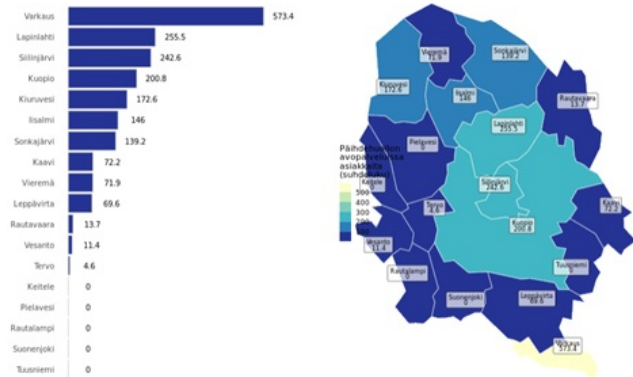 Varkaus 573.4
Lapinlahti 255.5
Siilinjärvi 242.6
Kuopio 200.8
Kiuruvesi 172.6
Iisalmi 146
Sonkajärvi 139.2
Kaavi 72.2
Vieremä 71.9
Leppävirta 69.6
Rautavaara 13.7
Vesanto 11.4
Tervo 4.6
Keitele 0
Pielavesi 0
Rautalampi 0
Suonenjoki 0
Tuusniemi 0
Vieremä
71.9
Sonkajärvi
139.2
Kiuruvesi
172.6
Iisalmi
146
Rautavaara
13.7
Lapinlahti
255.5
Pielavesi
0
Päihdehuollon
avopalveluissa
asiakkaita
(suhdeluku)
500
400
300
200
100
Keitele
0
Siilinjärvi
242.6
Tervo
4.6
Kaavi
72.2
Kuopio
200.8
Vesanto
11.4
Rautalampi
0
Tuusniemi
0
Suonenjoki
0
Leppävirta
69.6
Varkaus
573.4